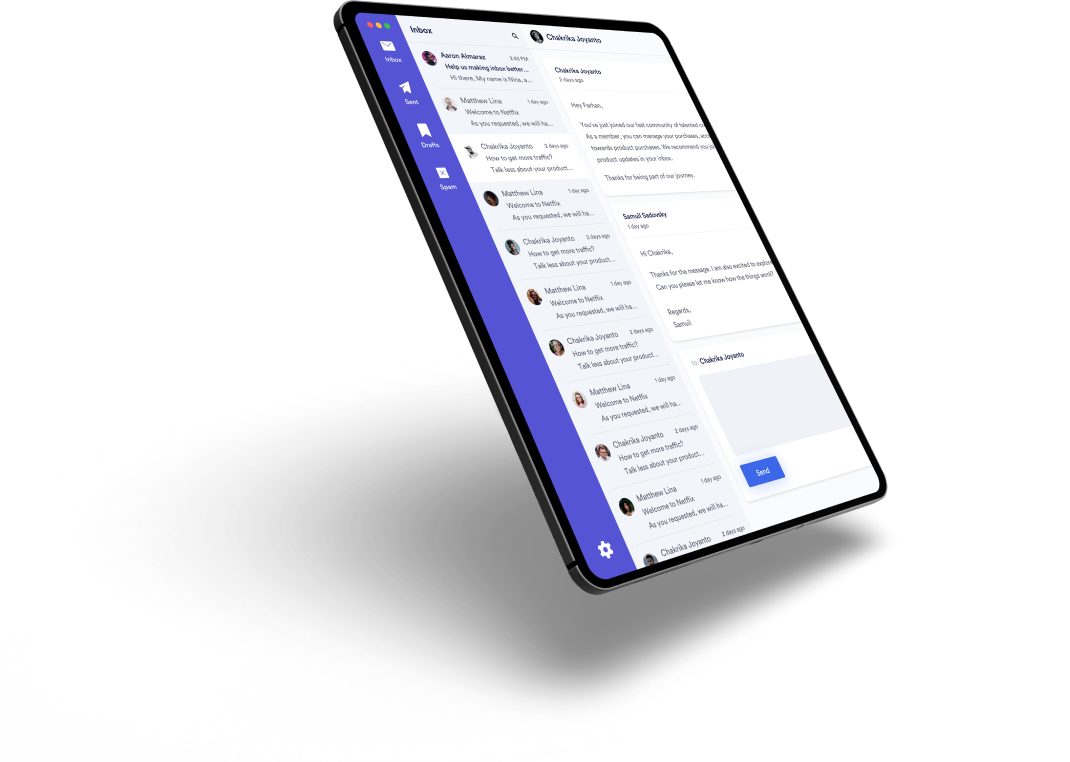 Inbox
Sent
Drafts
Spam
Inbox
Aaron Almaraz 3:43 PM
Help us making inbox better ...
Hi there, My name is Nina, a...
Matthew Lina 1 day ago
Welcome to Netflix
As you requested, we will ha...
Chakrika Joyanto 2 days ago
How to get more traffic?
Talk less about your product...
Matthew Lina 1 day ago
Welcome to Netflix
As you requested, we will ha...
Chakrika Joyanto 2 days ago
How to get more traffic?
Talk less about your product...
Matthew Lina 1 day ago
Welcome to Netflix
As you requested, we will ha...
Chakrika Joyanto 2 days ago
How to get more traffic?
Talk less about your product...
Matthew Lina 1 day ago
Welcome to Netflix
As you requested, we will ha...
Chakrika Joyanto 2 days ago
How to get more traffic?
Talk less about your product...
Matthew Lina 1 day ago
Welcome to Netflix
As you requested, we will ha...
Chakrika Joyanto 2 days ago
Chakrika Joyanto
Chakrika Joyanto
2 days ago
Hey Farhan,
You've just joined our fast community of talented
As a member, you can manage your purchases,
towards product purchases. We recommend you
product updates in your inbox.
Thanks for being part of our journey.
Samuil Sadovsky
1 day ago
Hi Chakrika,
Thanks for the message. I am also excited to
Can you please let me know how the things work?
Regards,
Samuil
to: Chakrika Joyanto
Send